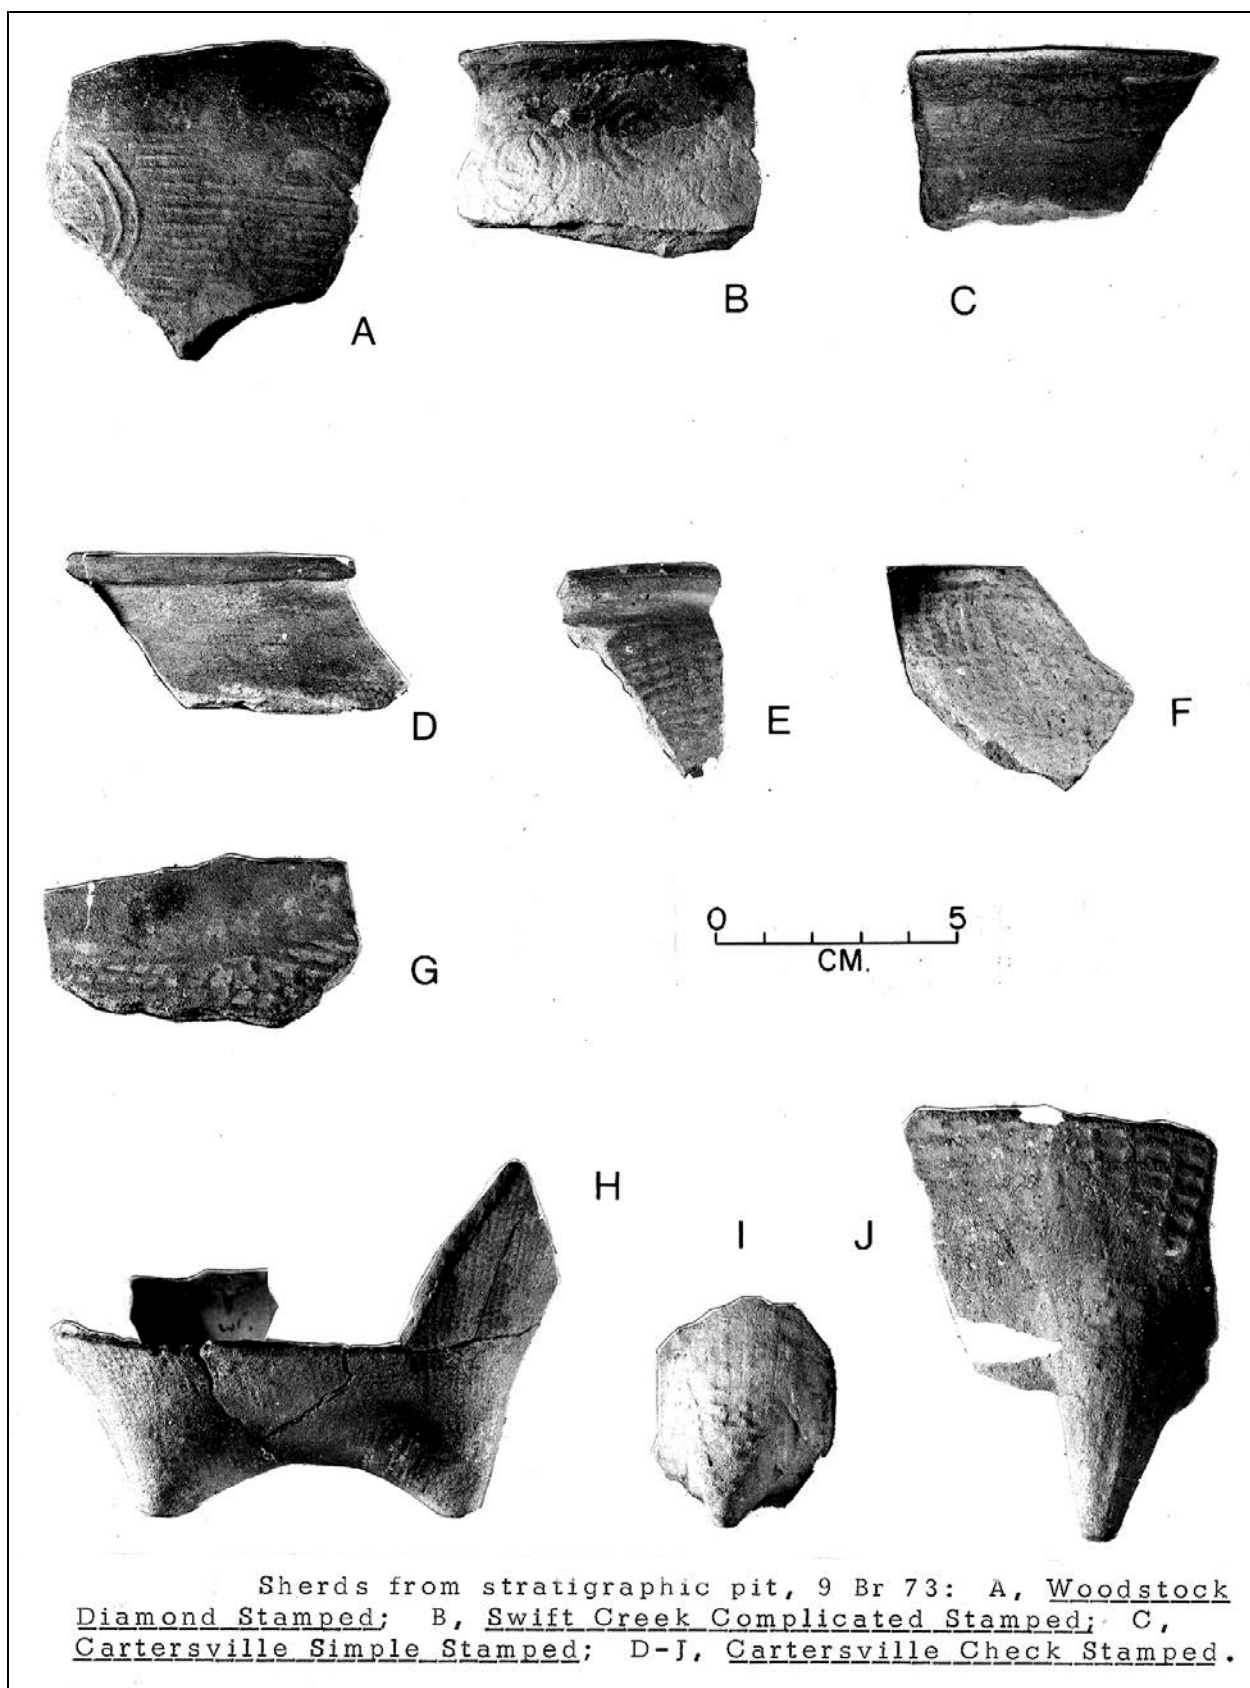 A
B
C
D
E
F
G
0 5
CM.
H
I
J
Sherds from stratigraphic pit, 9 Br 73: A, Woodstock
Diamond Stamped; B, Swift Creek Complicated Stamped; C,
Cartersville Simple Stamped; D-J, Cartersville Check Stamped.